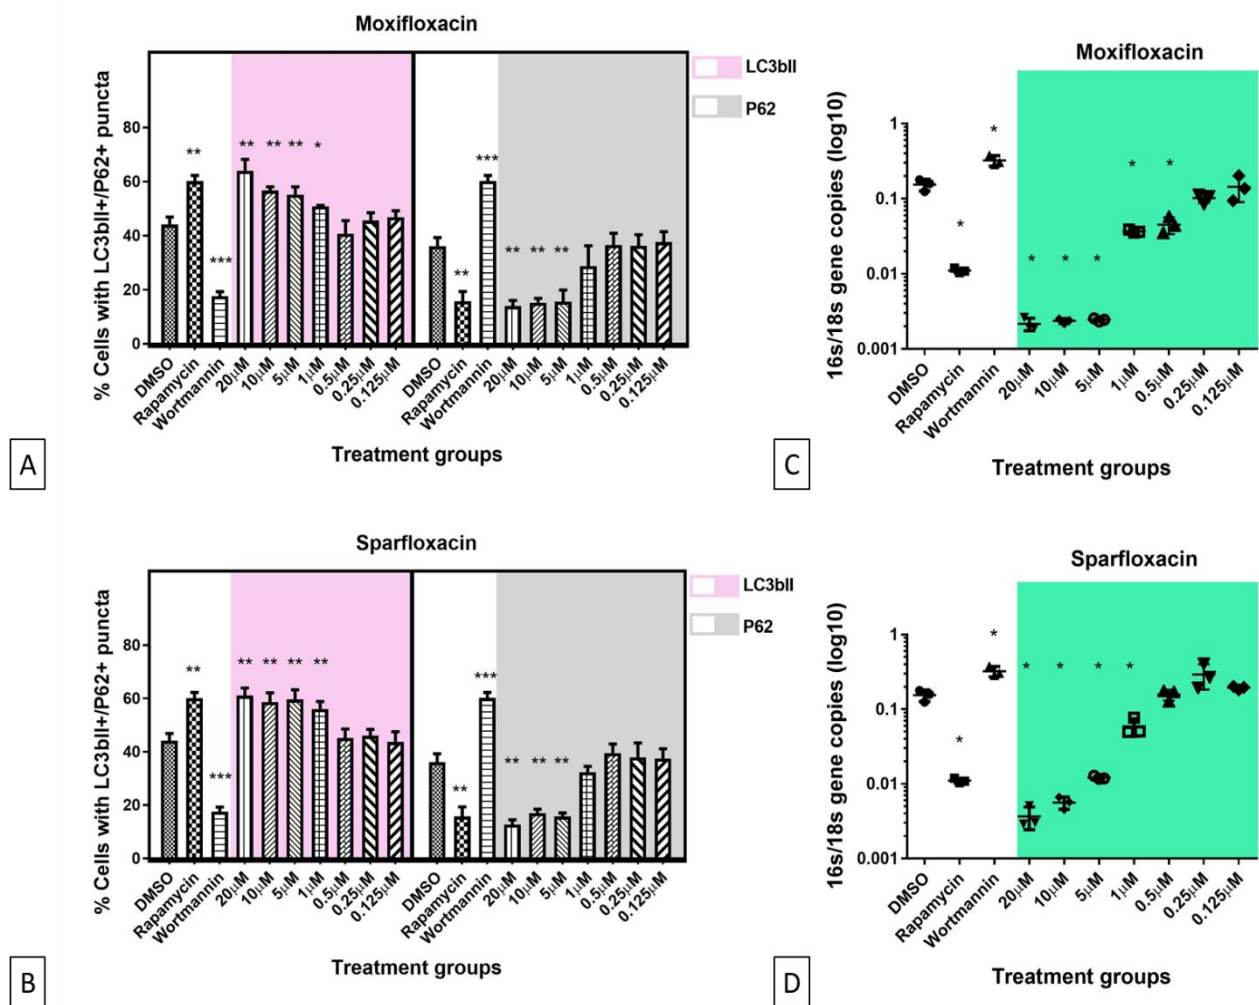 Moxifloxacin
% Cells with LC3bII+/P62+ puncta
80
60
40
20
0
** *** ** ** ** * ** *** ** ** **
DMSO Rapamycin Wortmannin 20µM 10µM 5µM 1µM 0.5µM 0.25µM 0.125µM DMSO Rapamycin Wortmannin 20µM 10µM 5µM 1µM 0.5µM 0.25µM 0.125µM
Treatment groups
LC3bII
P62
A
Moxifloxacin
16s/18s gene copies (log10)
1
0.1
0.01
0.001
* * * * * * *
DMSO Rapamycin Wortmannin 20µM 10µM 5µM 1µM 0.5µM 0.25µM 0.125µM
Treatment groups
C
Sparfloxacin
% Cells with LC3bII+/P62+ puncta
80
60
40
20
0
** *** ** ** ** ** ** *** ** ** **
DMSO Rapamycin Wortmannin 20µM 10µM 5µM 1µM 0.5µM 0.25µM 0.125µM DMSO Rapamycin Wortmannin 20µM 10µM 5µM 1µM 0.5µM 0.25µM 0.125µM
Treatment groups
LC3bII
P62
B
Sparfloxacin
16s/18s gene copies (log10)
1
0.1
0.01
0.001
* * * * * *
DMSO Rapamycin Wortmannin 20µM 10µM 5µM 1µM 0.5µM 0.25µM 0.125µM
Treatment groups
D